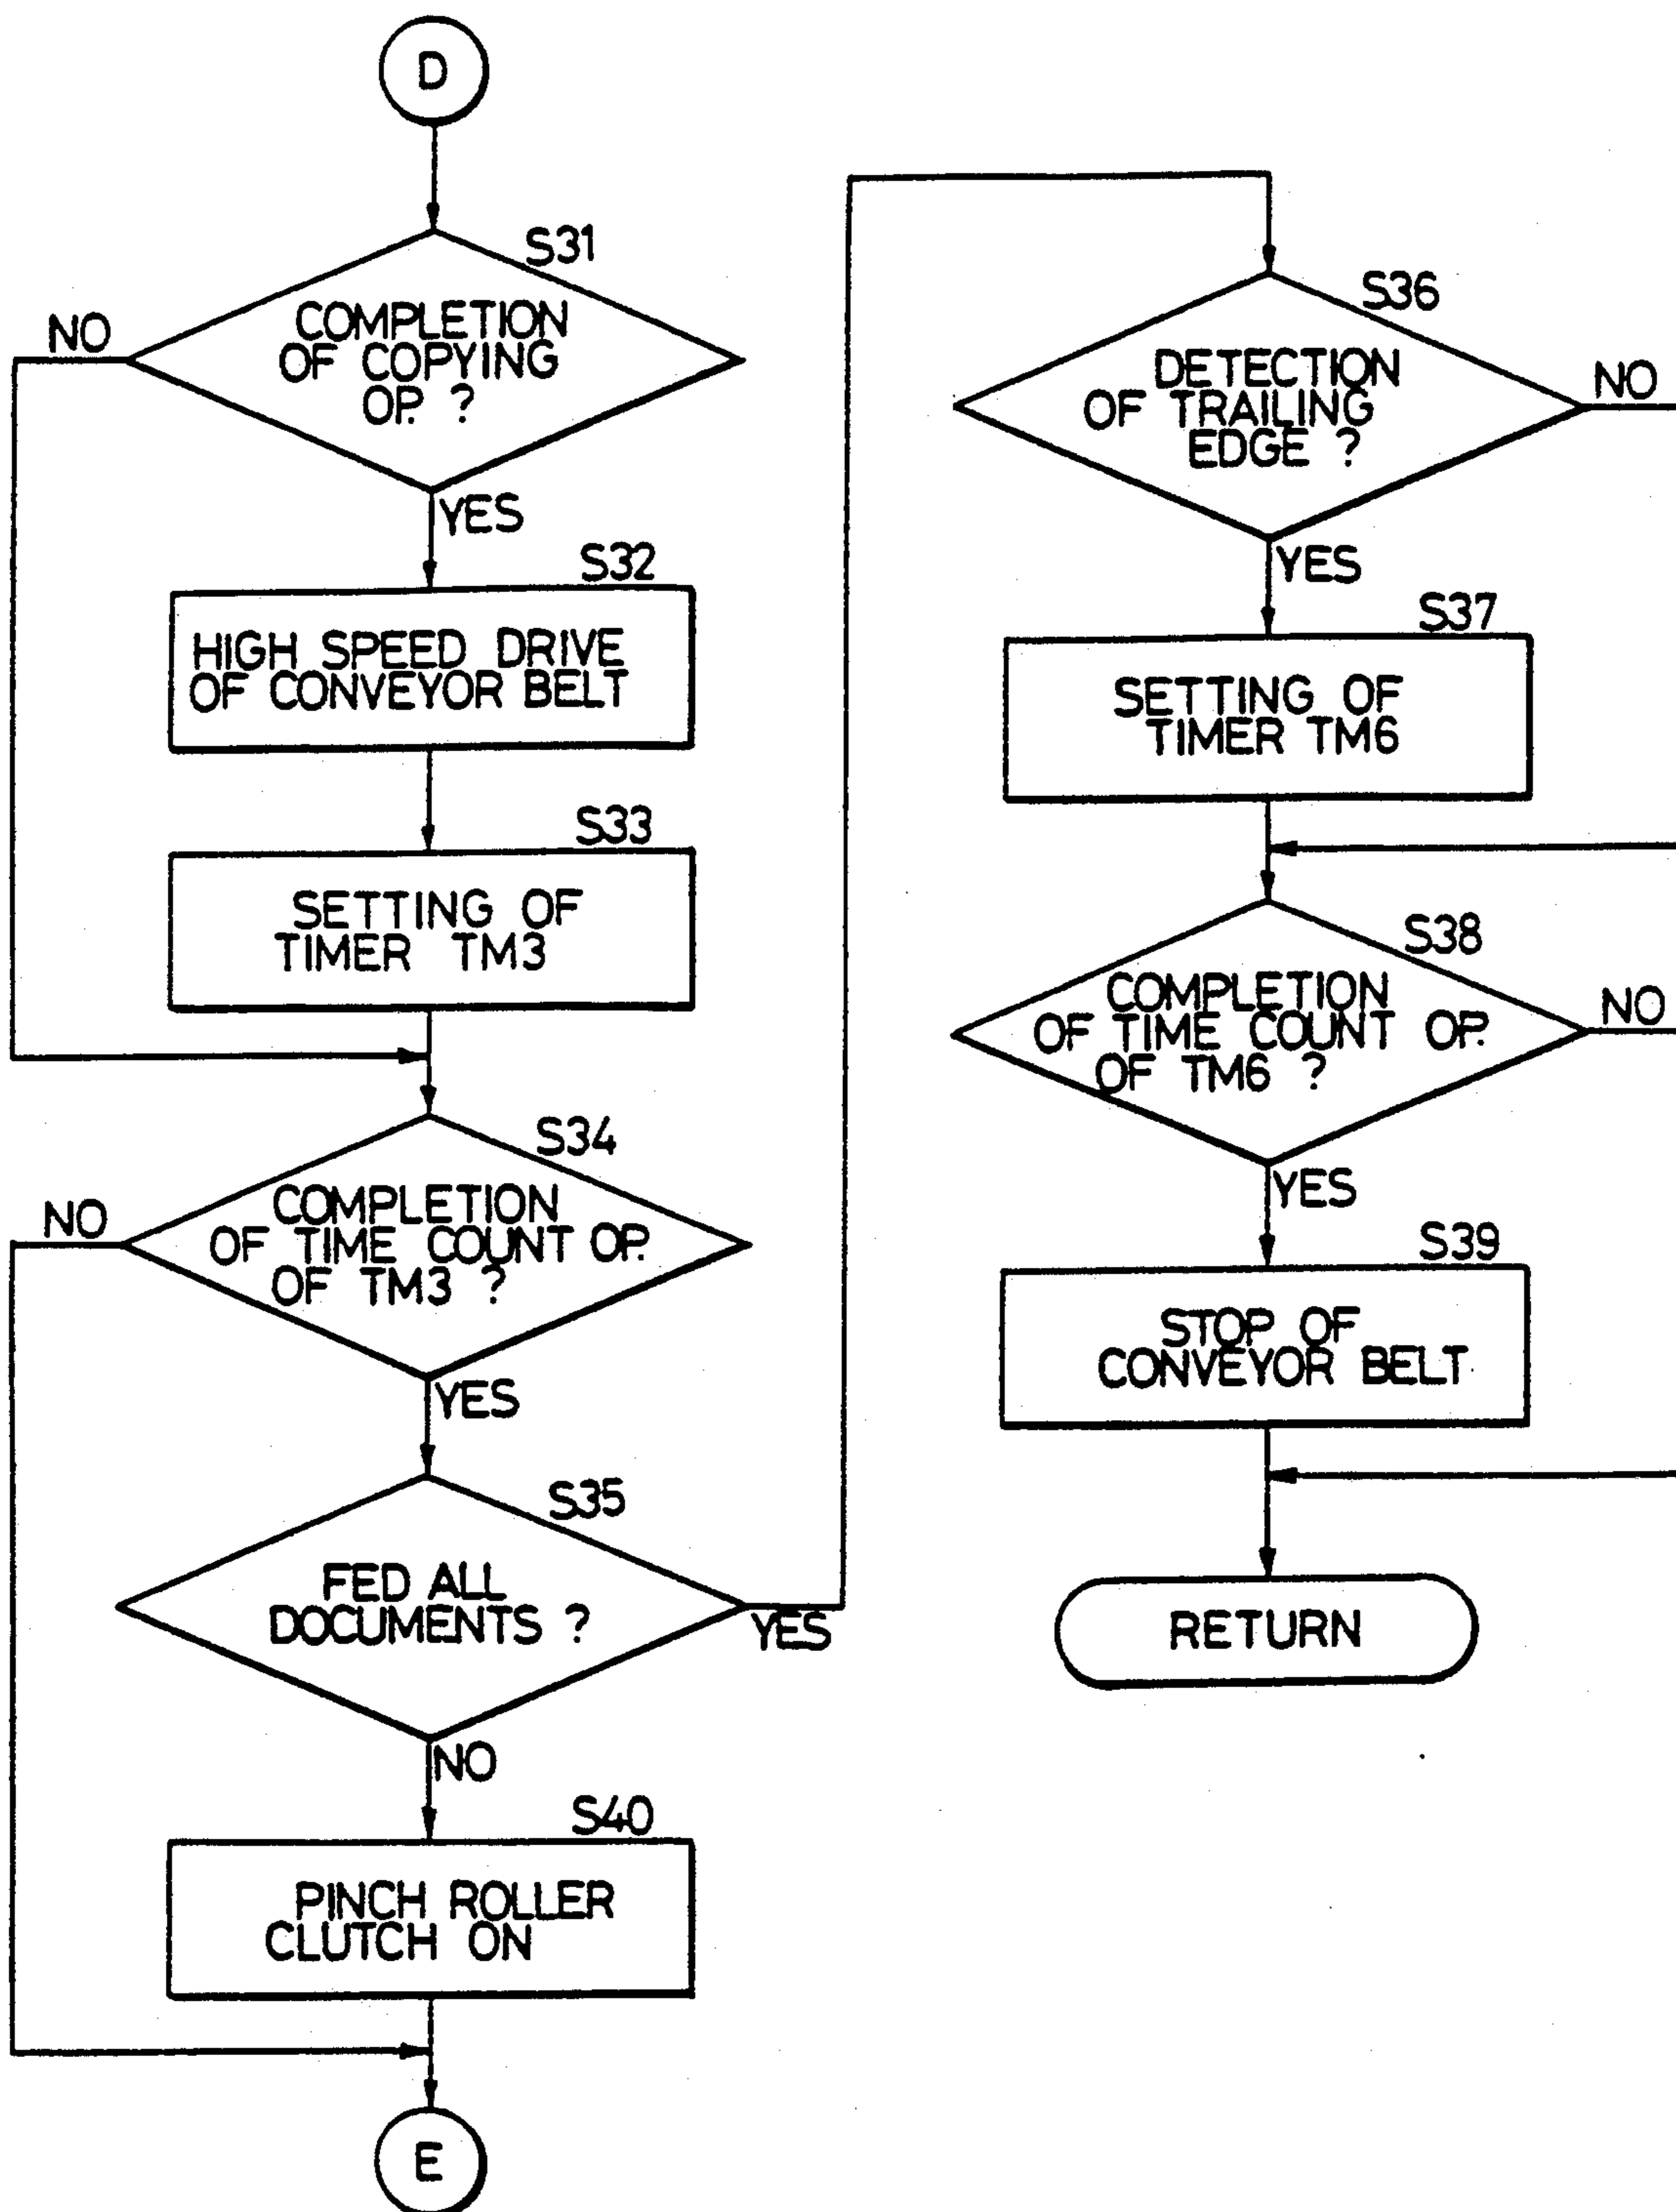 D
S31
COMPLETION
OF COPYING
OP. ?
NO
YES
S32
HIGH SPEED DRIVE
OF CONVEYOR BELT
S33
SETTING OF
TIMER TM3
S34
COMPLETION
OF TIME COUNT OP.
OF TM3 ?
NO
YES
S35
FED ALL
DOCUMENTS ?
YES
NO
S40
PINCH ROLLER
CLUTCH ON
E
S36
DETECTION
OF TRAILING
EDGE ?
NO
YES
S37
SETTING OF
TIMER TM6
S38
COMPLETION
OF TIME COUNT OP.
OF TM6 ?
NO
YES
S39
STOP OF
CONVEYOR BELT
RETURN